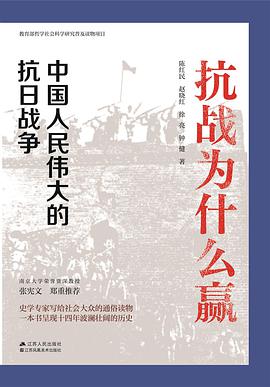 教育部哲学社会科学研究普及读物项目
抗战为什么赢
陈红民 赵晓红 徐亮 钟健 著
中国人民伟大的
抗日战争
南京大学荣誉资深教授
张宪文 郑重推荐
史学专家写给社会大众的通俗读物
一本书呈现十四年波澜壮阔的历史
江苏人民出版社
江苏凤凰美术出版社